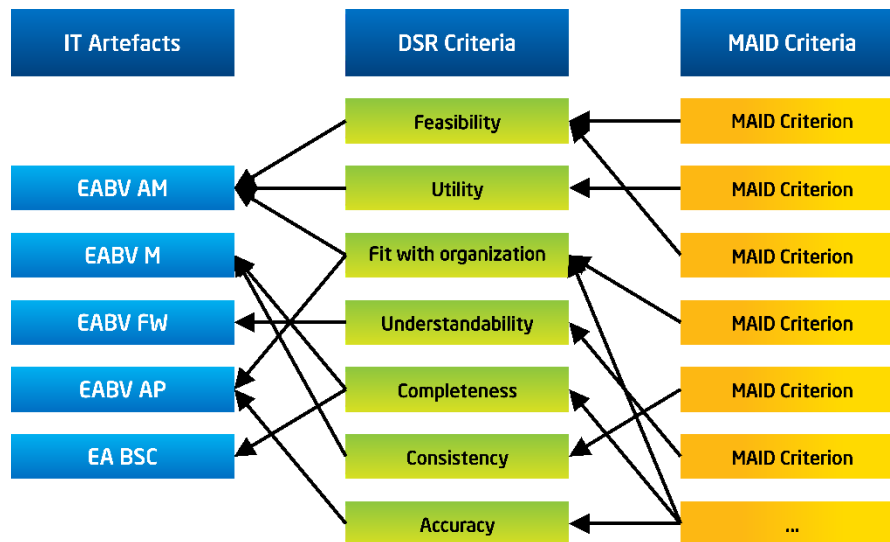 IT Artefacts
DSR Criteria
MAID Criteria
Feasibility
MAID Criterion
EABV AM
Utility
MAID Criterion
EABV M
Fit with organization
MAID Criterion
EABV FW
Understandability
MAID Criterion
EABV AP
Completeness
MAID Criterion
EA BSC
Consistency
MAID Criterion
Accuracy
...